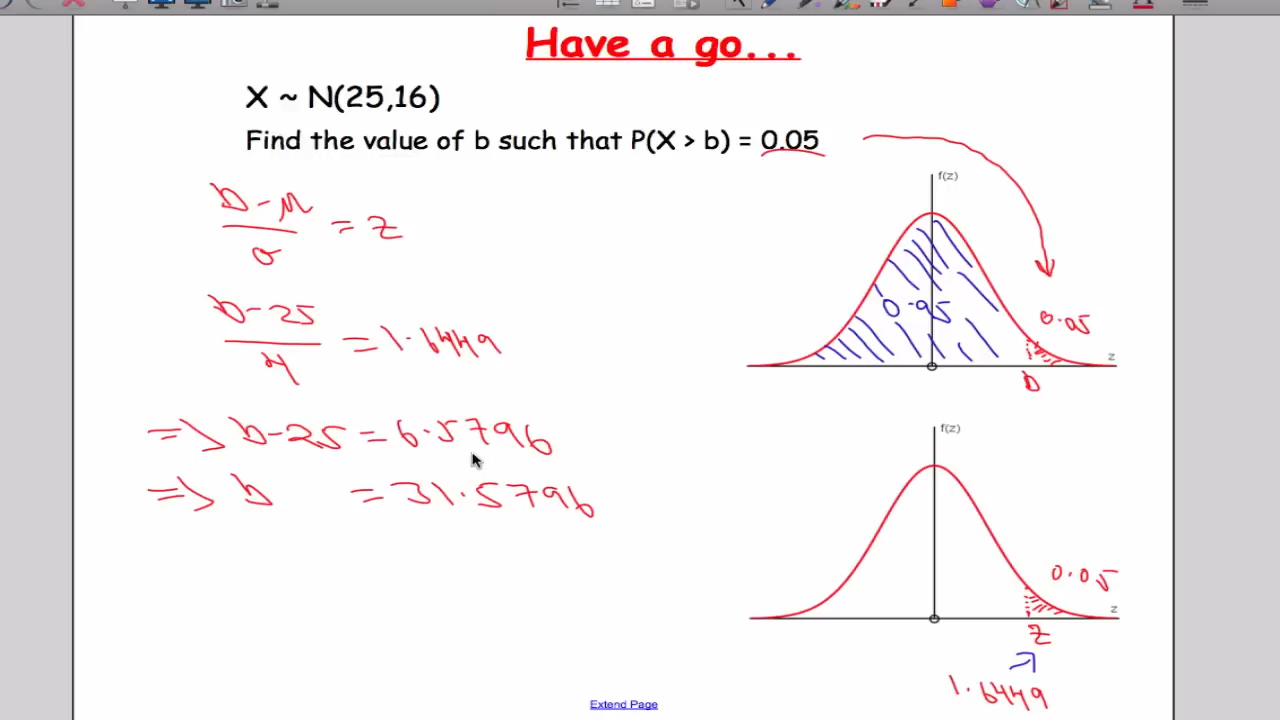 Have a go...
X ~ N(25,16)
Find the value of b such that P(X > b) = 0.05
b-μ
σ
= z
b-25
4
= 1.6449
=> b-25 = 6.5796
=> b = 31.5796
f(z)
0.95
0.05
z
b
f(z)
0.05
z
z
1.6449
Extend Page